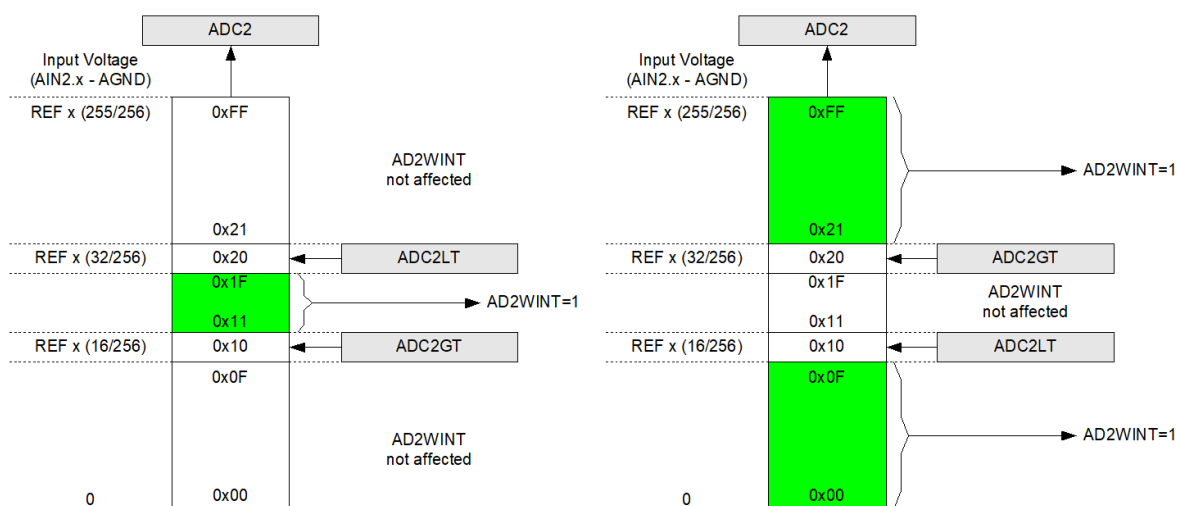 ADC2
Input Voltage
(AIN2.x - AGND)
REF x (255/256)
0xFF
AD2WINT
not affected
0x21
REF x (32/256)
0x20
ADC2LT
0x1F
AD2WINT=1
0x11
REF x (16/256)
0x10
ADC2GT
0x0F
AD2WINT
not affected
0
0x00
ADC2
Input Voltage
(AIN2.x - AGND)
REF x (255/256)
0xFF
AD2WINT=1
0x21
REF x (32/256)
0x20
ADC2GT
0x1F
AD2WINT
not affected
0x11
REF x (16/256)
0x10
ADC2LT
0x0F
AD2WINT=1
0
0x00